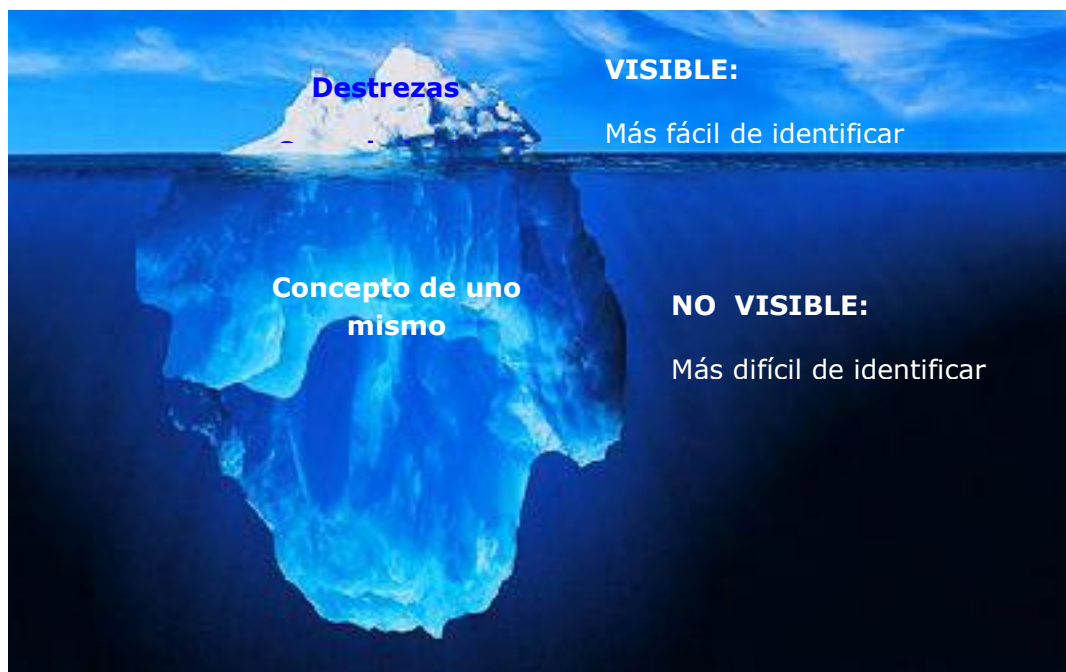 Destrezas
VISIBLE:
Más fácil de identificar
Concepto de uno
mismo
NO VISIBLE:
Más difícil de identificar